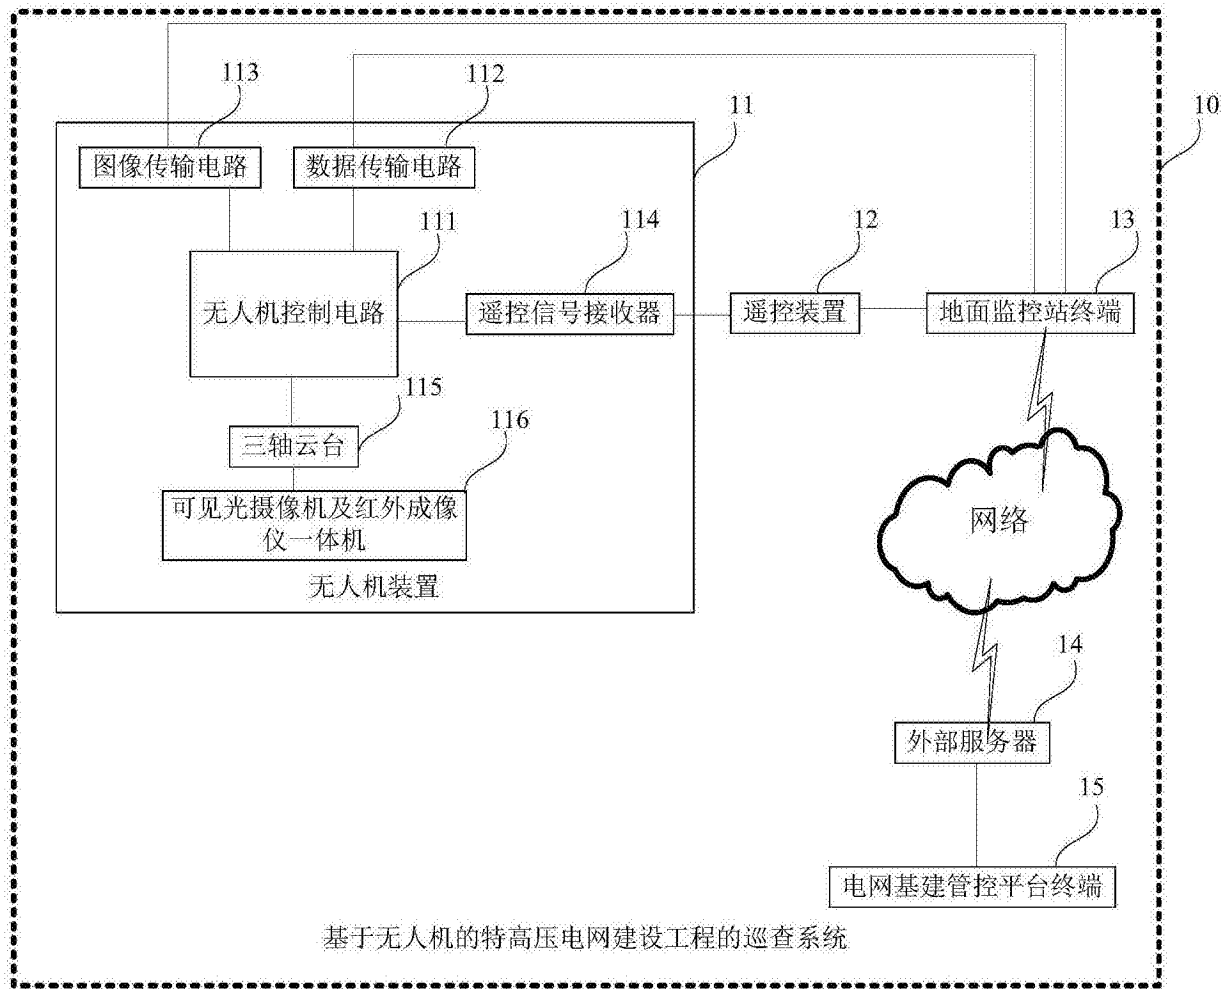 113
112
11
10
图像传输电路
数据传输电路
111
114
12
13
无人机控制电路
遥控信号接收器
遥控装置
地面监控站终端
115
三轴云台
116
可见光摄像机及红外成像
仪一体机
网络
无人机装置
14
外部服务器
15
电网基建管控平台终端
基于无人机的特高压电网建设工程的巡查系统